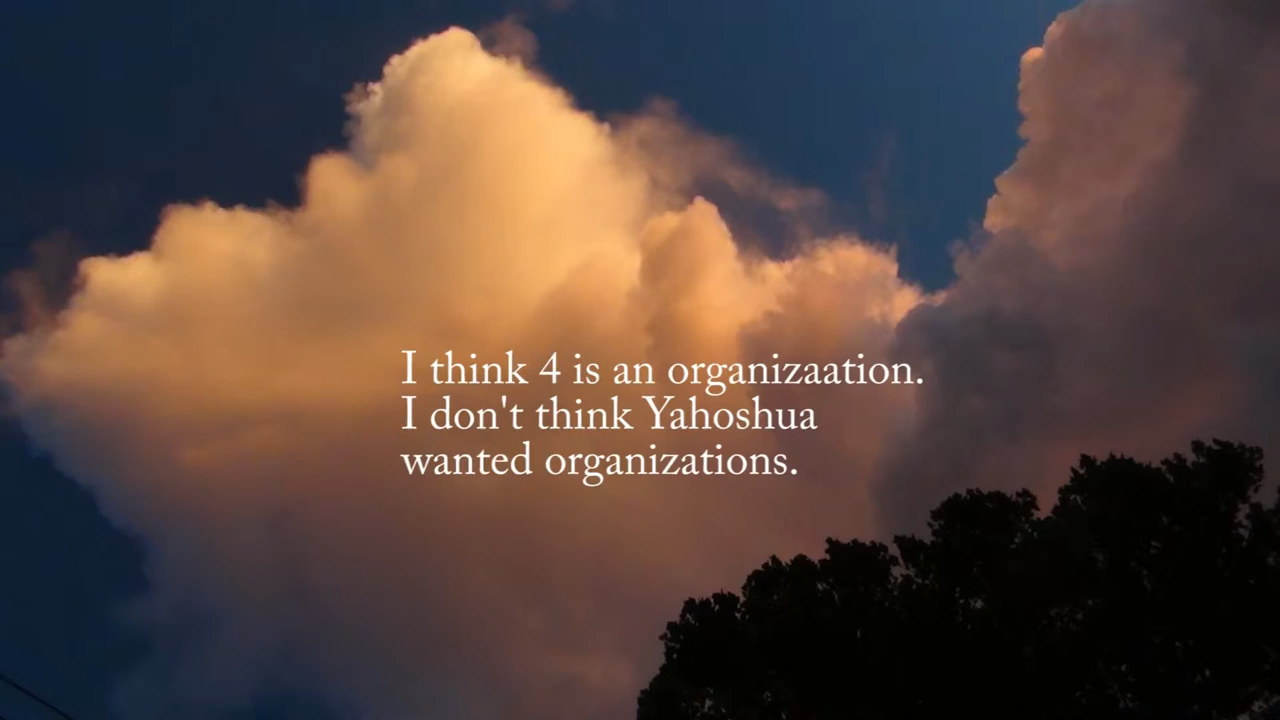 I think 4 is an organizaation.
I don't think Yahoshua
wanted organizations.